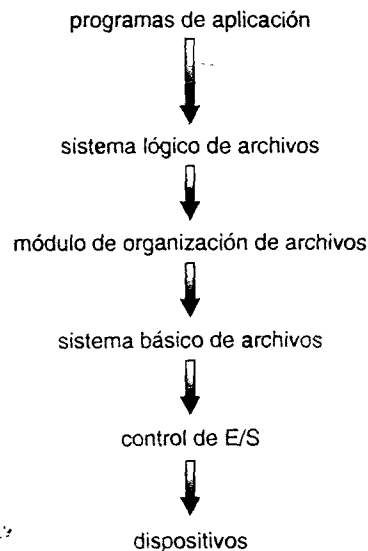 programas de aplicación
sistema lógico de archivos
módulo de organización de archivos
sistema básico de archivos
control de E/S
dispositivos